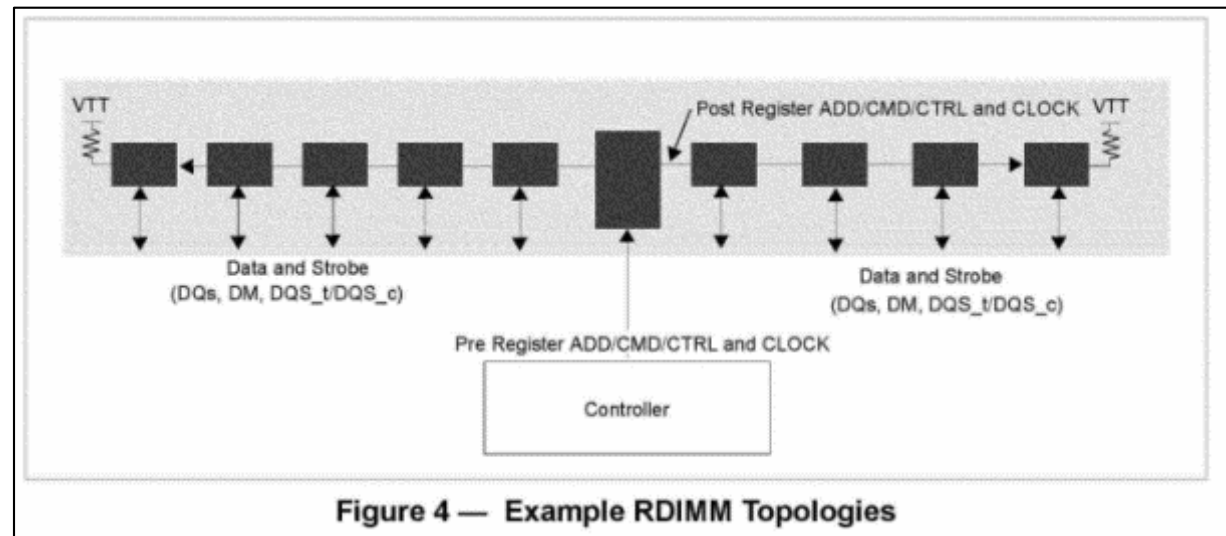 VTT
VTT
Post Register ADD/CMD/CTRL and CLOCK
Data and Strobe
(DQs, DM, DQS_t/DQS_c)
Data and Strobe
(DQs, DM, DQS_t/DQS_c)
Pre Register ADD/CMD/CTRL and CLOCK
Controller
Figure 4 — Example RDIMM Topologies